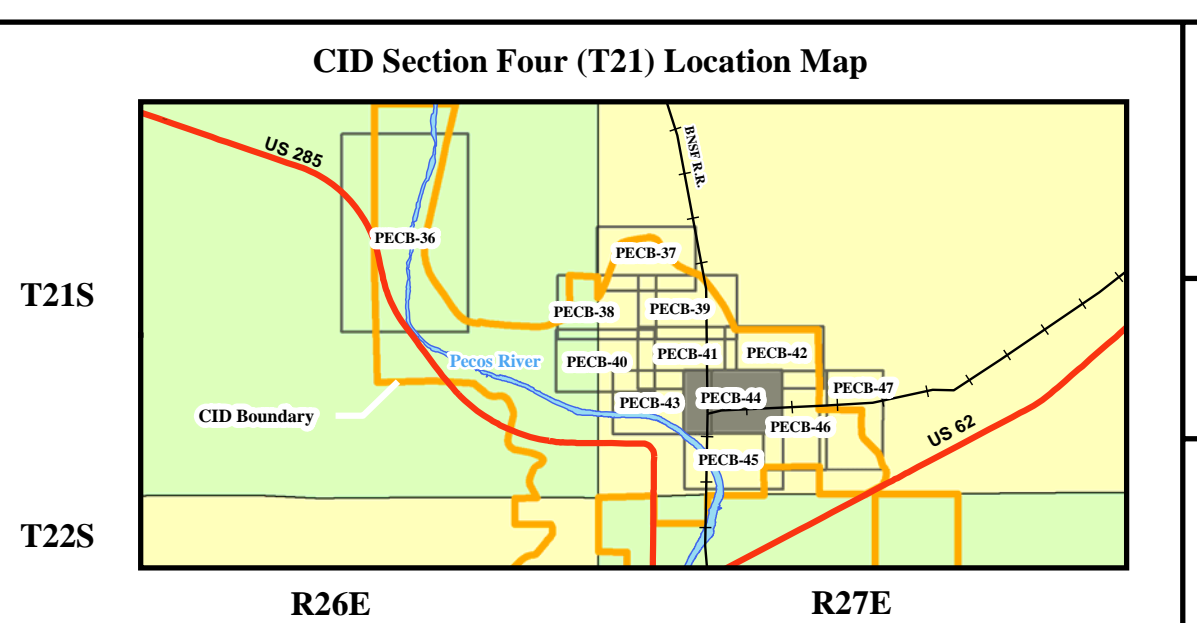 CID Section Four (T21) Location Map
US 285
BNSF R.R.
PECB-36
PECB-37
T21S
PECB-38
PECB-39
Pecos River
PECB-40
PECB-41
PECB-42
CID Boundary
PECB-43
PECB-44
PECB-47
PECB-46
US 62
PECB-45
T22S
R26E
R27E